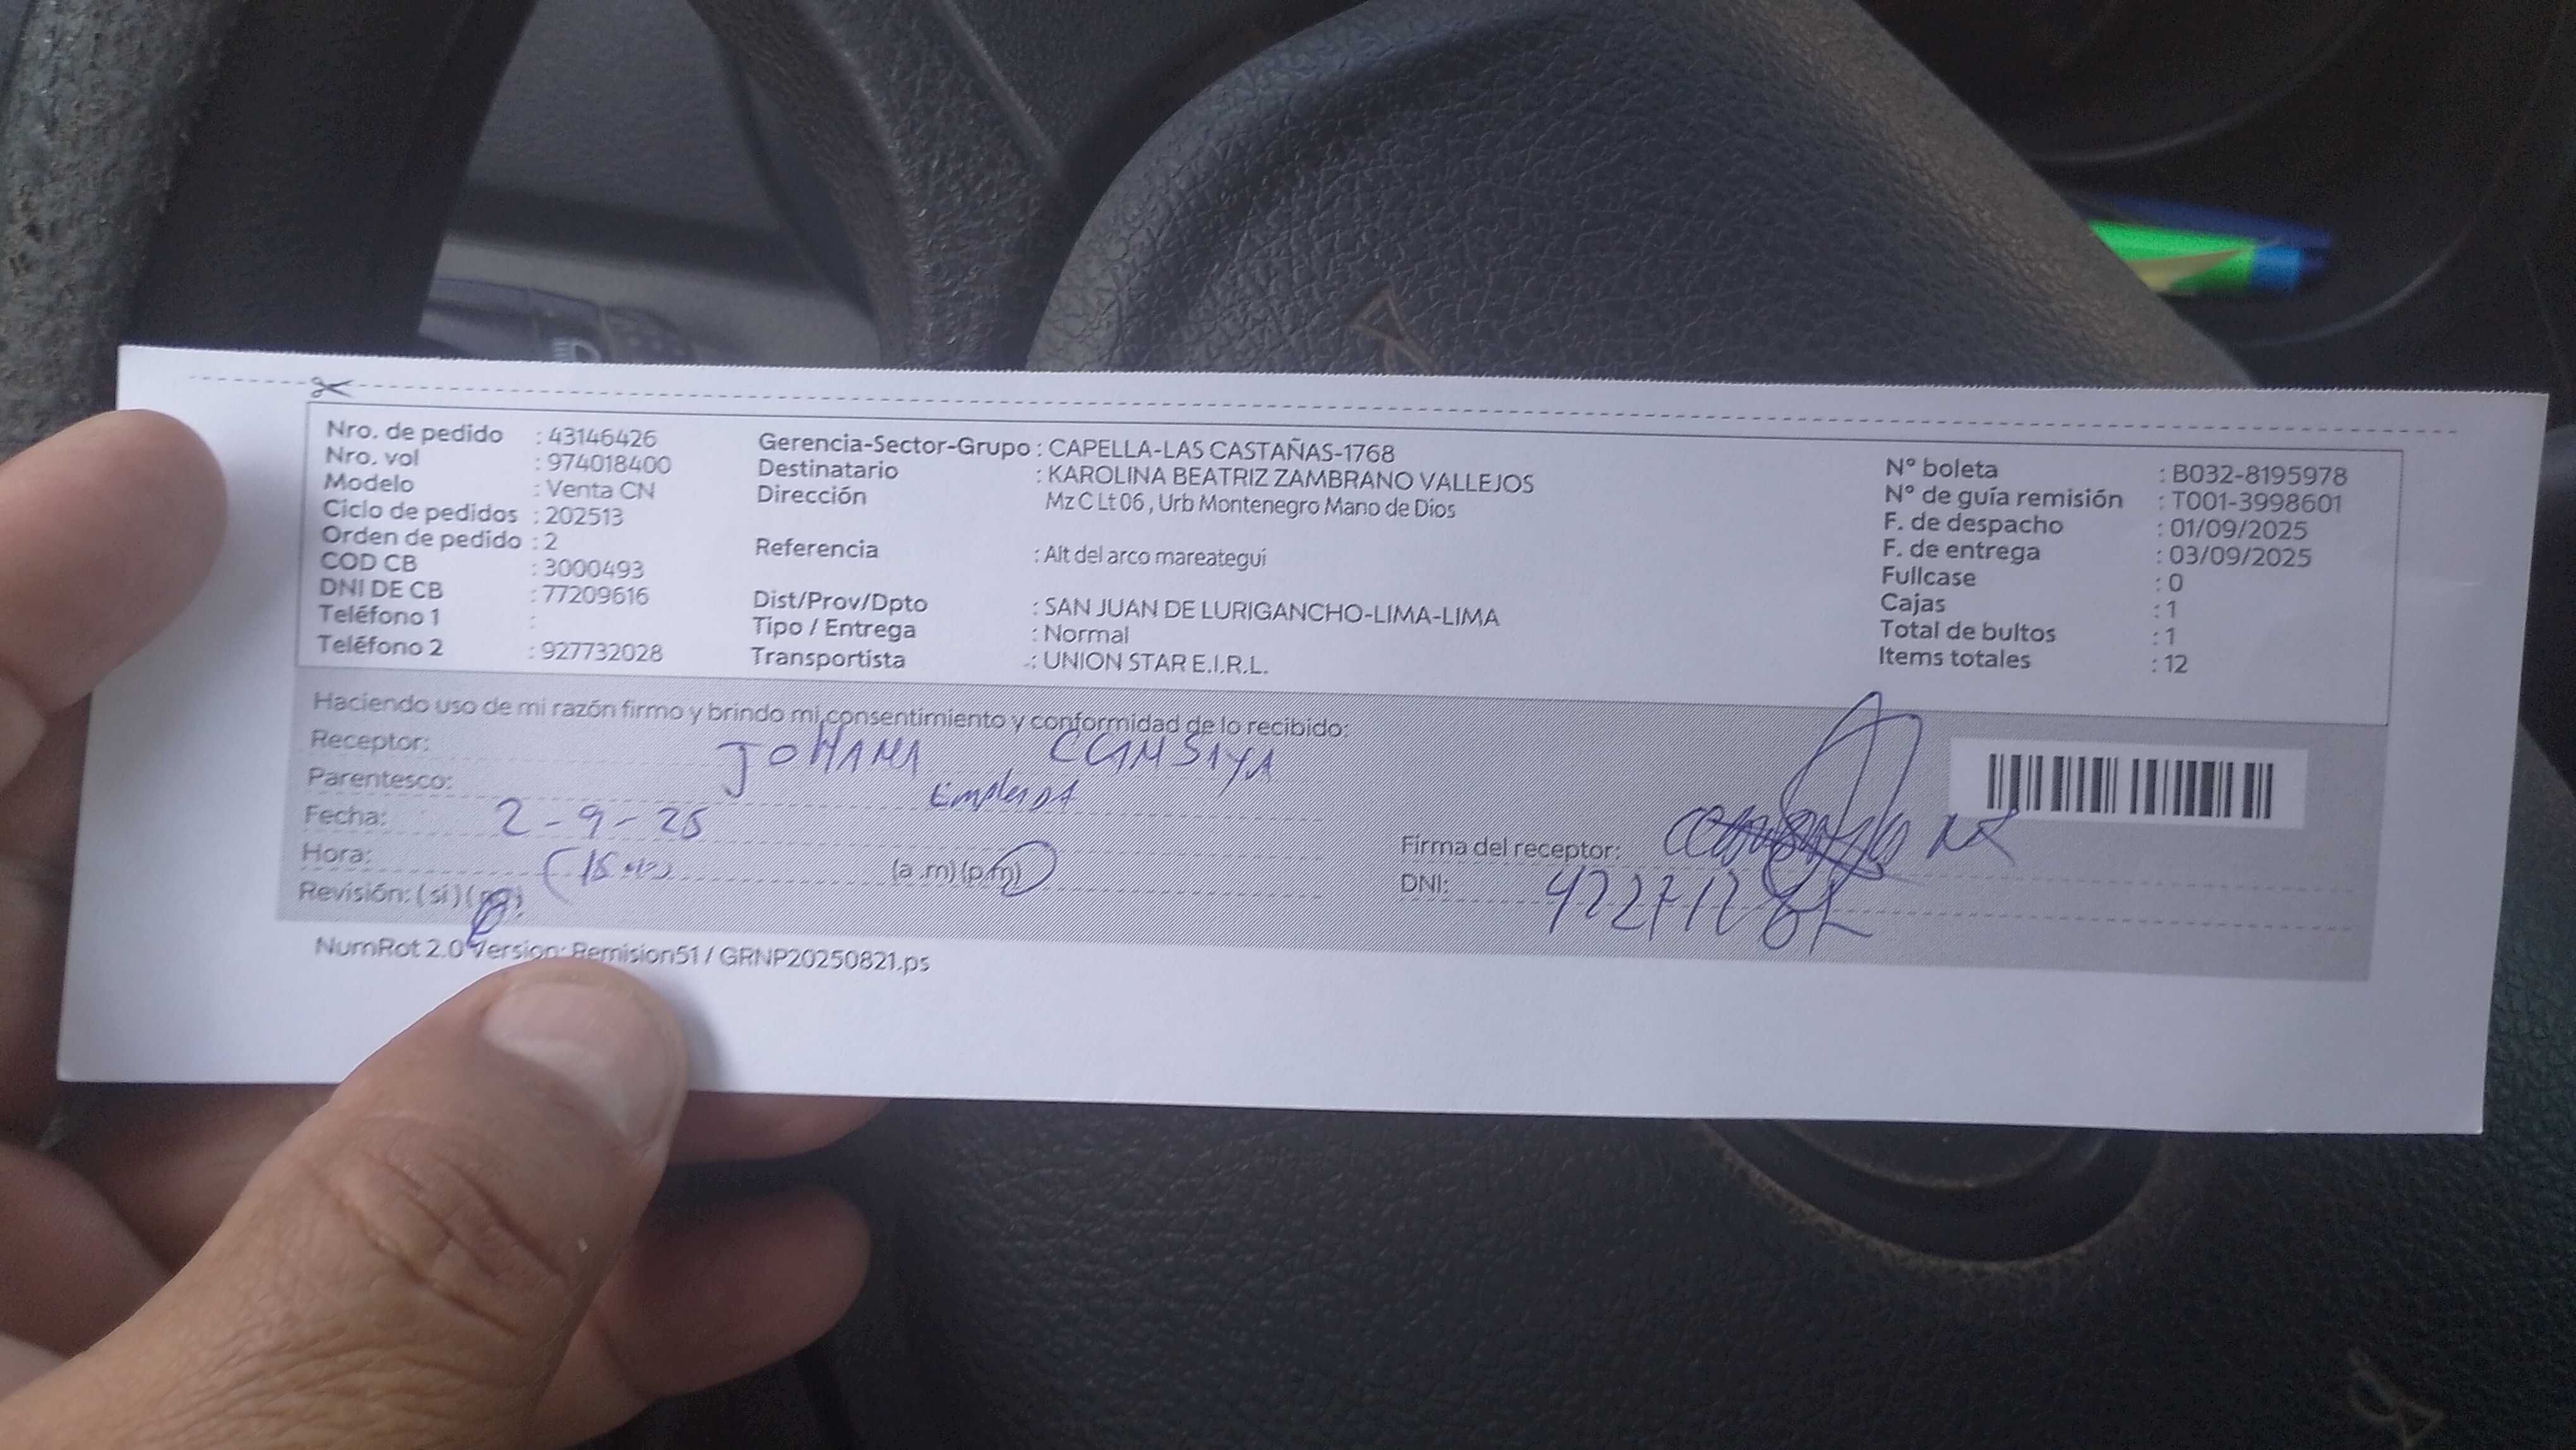 Nro. de pedido : 43146426
Nro. vol : 974018400
Modelo : Venta CN
Ciclo de pedidos : 202513
Orden de pedido : 2
COD CB : 3000493
DNI DE CB : 77209616
Teléfono 1 :
Teléfono 2 : 927732028
Gerencia-Sector-Grupo : CAPELLA-LAS CASTAÑAS-1768
Destinatario : KAROLINA BEATRIZ ZAMBRANO VALLEJOS
Dirección Mz C Lt 06 , Urb Montenegro Mano de Dios
Referencia : Alt del arco mareategui
Dist/Prov/Dpto : SAN JUAN DE LURIGANCHO-LIMA-LIMA
Tipo / Entrega : Normal
Transportista .: UNION STAR E.I.R.L.
N° boleta : B032-8195978
N° de guía remisión : T001-3998601
F. de despacho : 01/09/2025
F. de entrega : 03/09/2025
Fullcase : 0
Cajas : 1
Total de bultos : 1
Items totales : 12
Haciendo uso de mi razón firmo y brindo mi consentimiento y conformidad de lo recibido:
Receptor: JOHANA
Parentesco:
Fecha: 2-9-25
Hora: (a .m) (p.m)
Revisión: ( si ) ( no )
Firma del receptor:
DNI:
NumRot 2.0 Version: Remision51 / GRNP20250821.ps